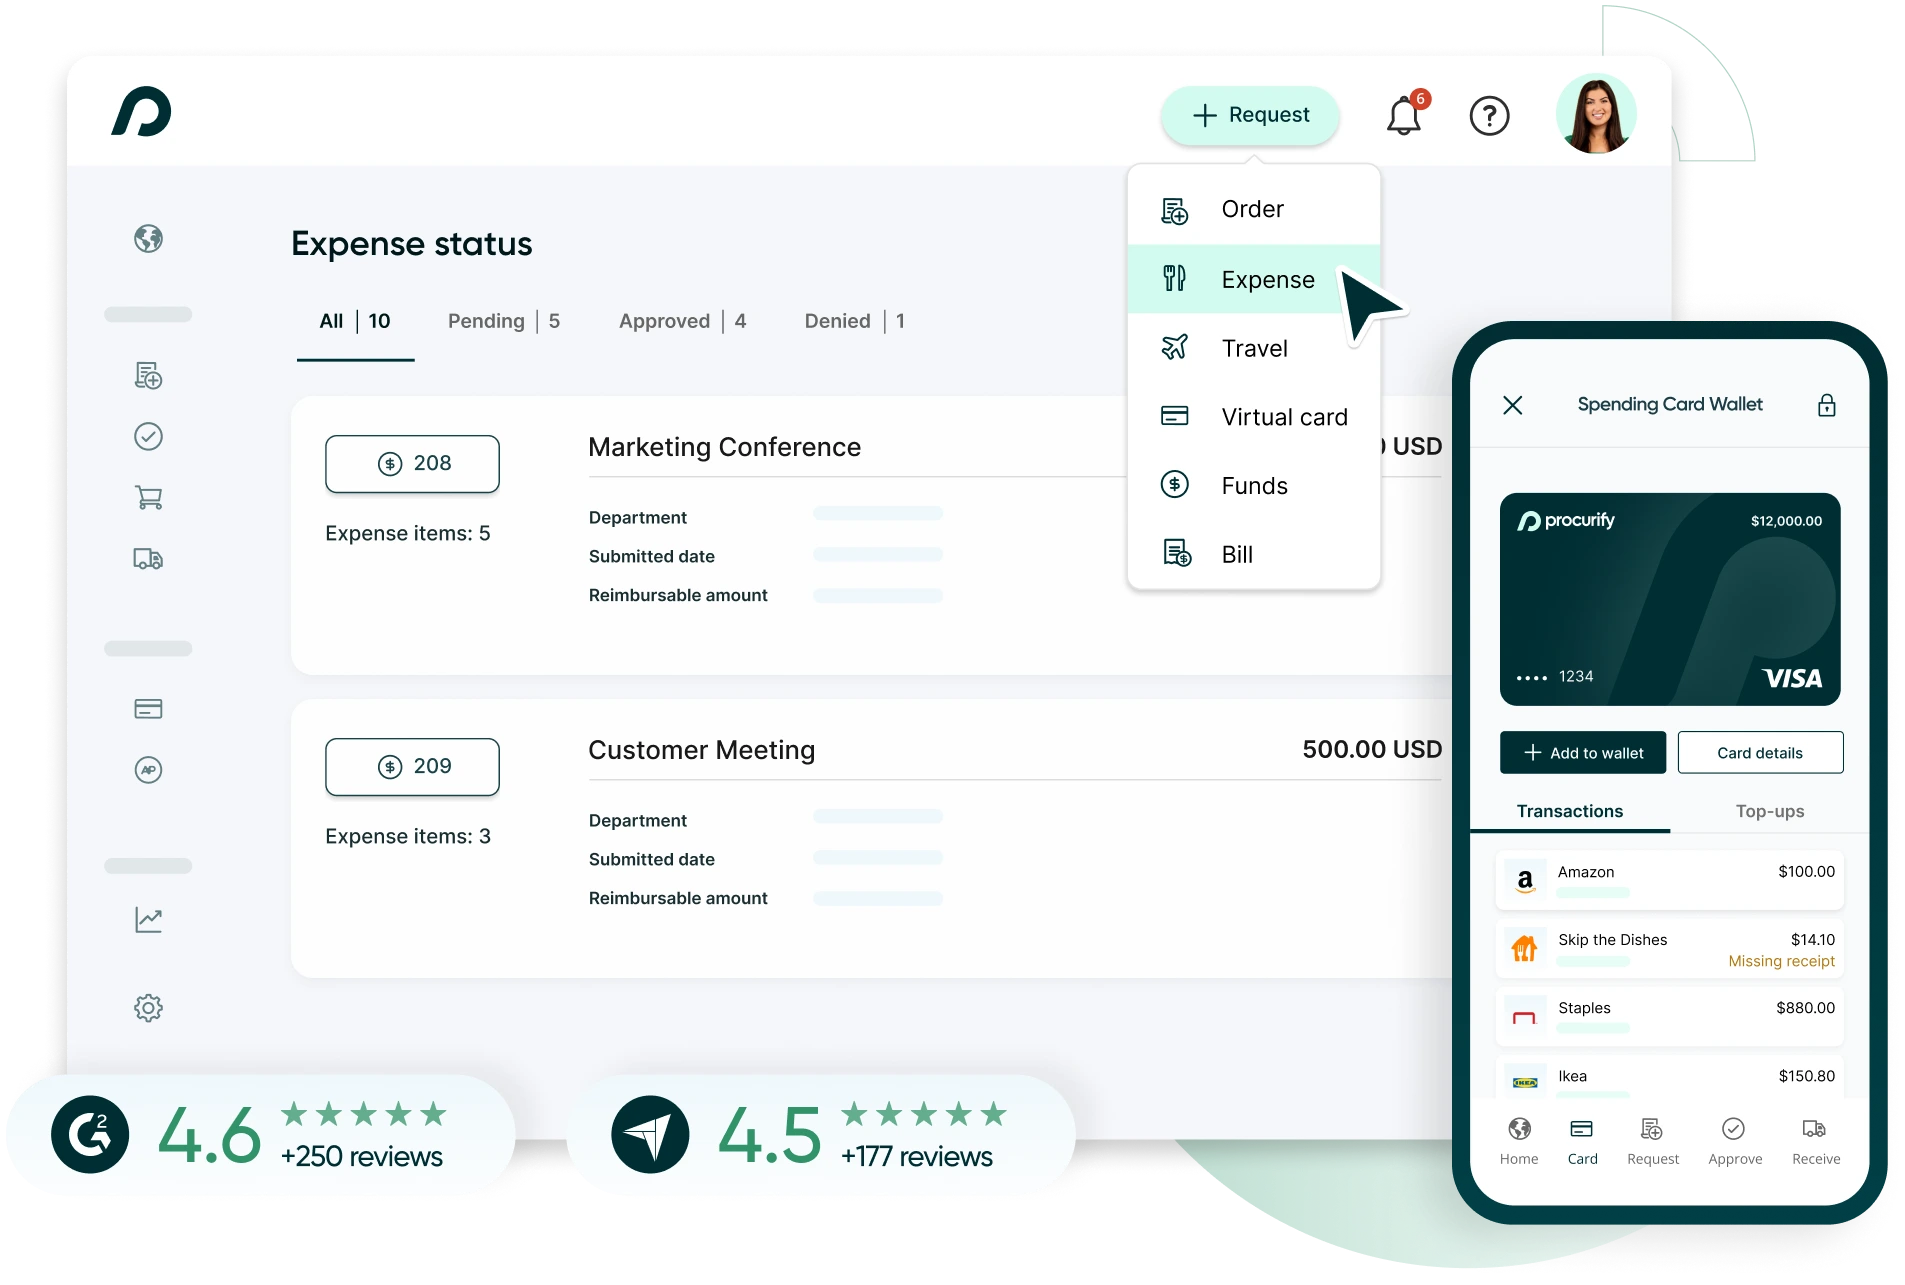 + Request
6
?
Order
Expense
Travel
Virtual card
Funds
Bill
Expense status
All | 10
Pending | 5
Approved | 4
Denied | 1
$ 208
Marketing Conference
USD
Expense items: 5
Department
Submitted date
Reimbursable amount
$ 209
Customer Meeting
500.00 USD
Expense items: 3
Department
Submitted date
Reimbursable amount
AP
G2
4.6
+250 reviews
4.5
+177 reviews
Spending Card Wallet
procurify
$12,000.00
•••• 1234
VISA
+ Add to wallet
Card details
Transactions
Top-ups
a
Amazon
$100.00
Skip the Dishes
$14.10
Missing receipt
Staples
$880.00
IKEA
Ikea
$150.80
Home
Card
Request
Approve
Receive